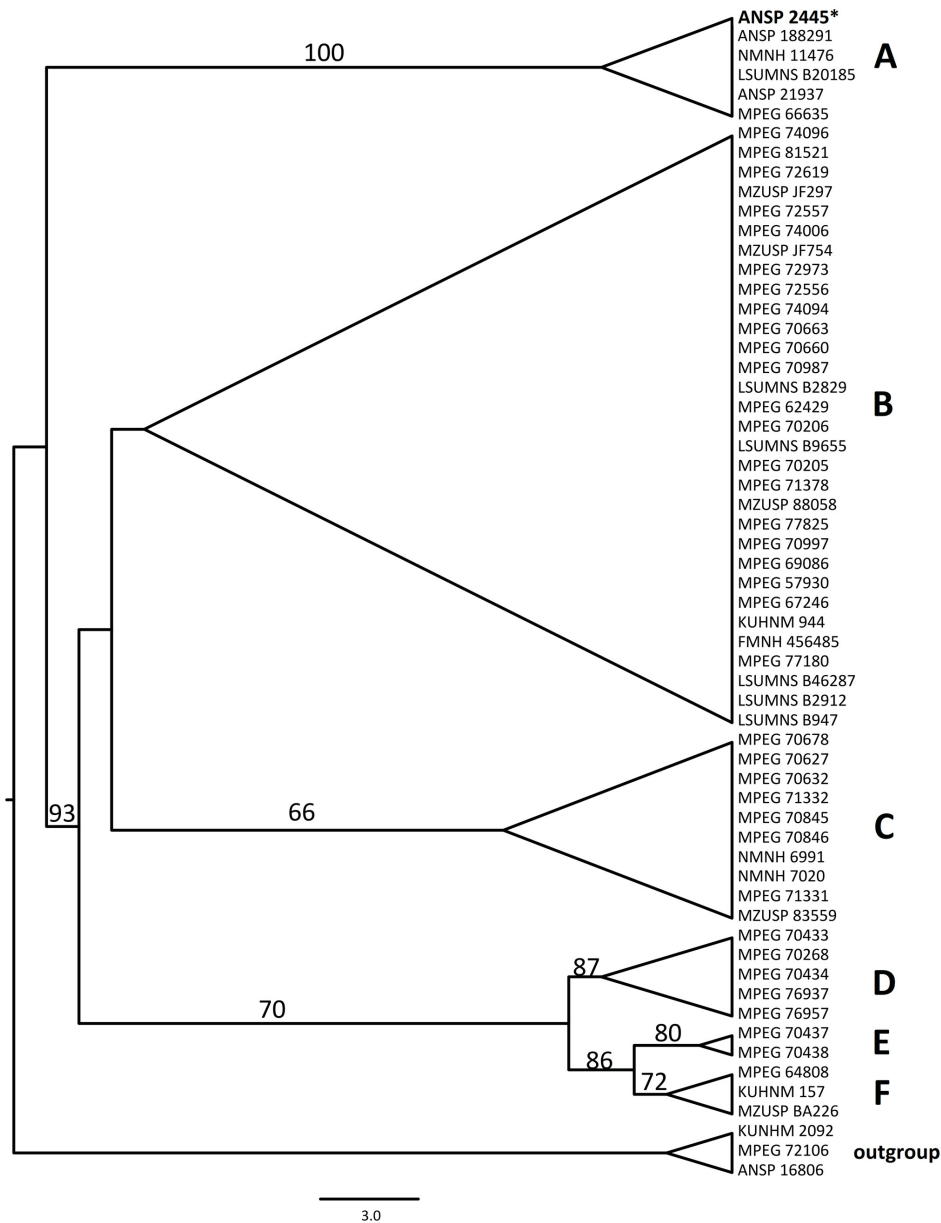 ANSP 2445*
ANSP 188291
A
NMNH 11476
100
LSUMNS B20185
ANSP 21937
MPEG 66635
MPEG 74096
MPEG 81521
MPEG 72619
MZUSP JF297
MPEG 72557
MPEG 74006
MZUSP JF754
MPEG 72973
MPEG 72556
MPEG 74094
MPEG 70663
MPEG 70660
MPEG 70987
LSUMNS B2829
MPEG 62429
B
MPEG 70206
LSUMNS B9655
MPEG 70205
MPEG 71378
MZUSP 88058
MPEG 77825
MPEG 70997
MPEG 69086
MPEG 57930
MPEG 67246
KUHNM 944
FMNH 456485
MPEG 77180
LSUMNS B46287
LSUMNS B2912
LSUMNS B947
MPEG 70678
MPEG 70627
MPEG 70632
MPEG 71332
93
66
MPEG 70845
C
MPEG 70846
NMNH 6991
NMNH 7020
MPEG 71331
MZUSP 83559
MPEG 70433
MPEG 70268
87
MPEG 70434
D
MPEG 76937
70
MPEG 76957
MPEG 70437
80
E
MPEG 70438
86
MPEG 64808
72
KUHNM 157
F
MZUSP BA226
KUNHM 2092
MPEG 72106
outgroup
ANSP 16806
3.0